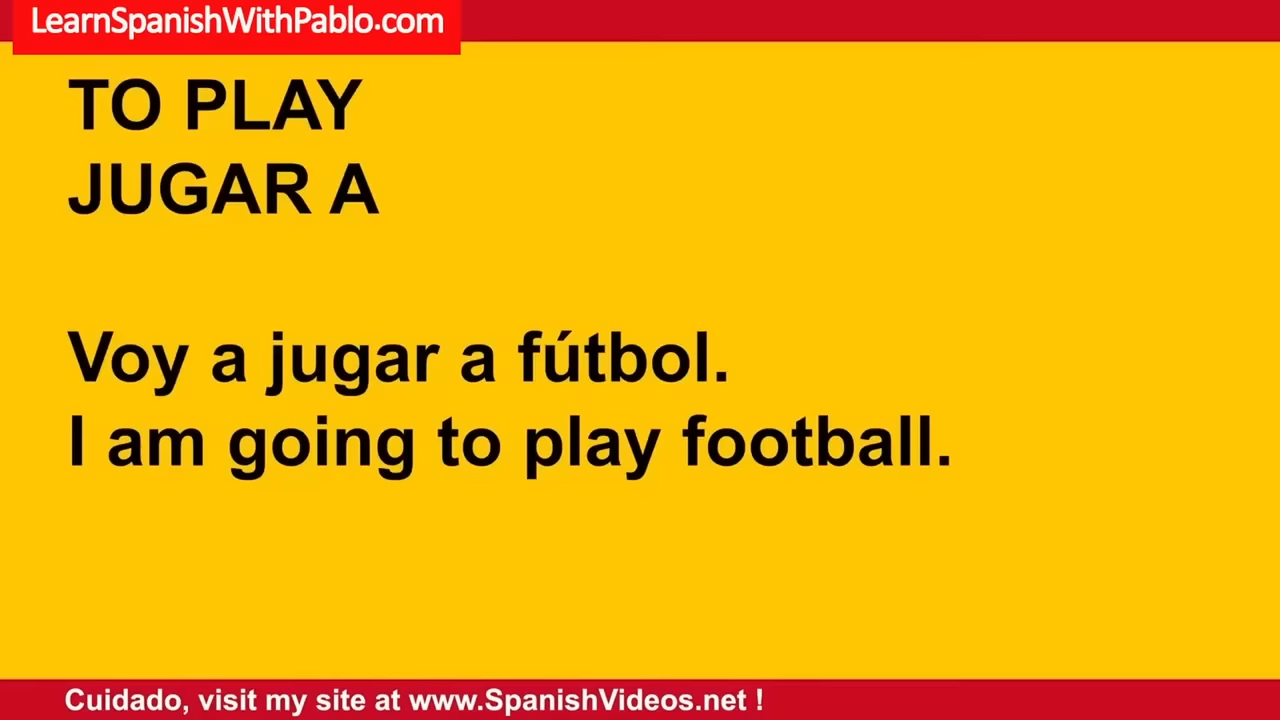 LearnSpanishWithPablo.com
TO PLAY
JUGAR A
Voy a jugar a fútbol.
I am going to play football.
Cuidado, visit my site at www.SpanishVideos.net !